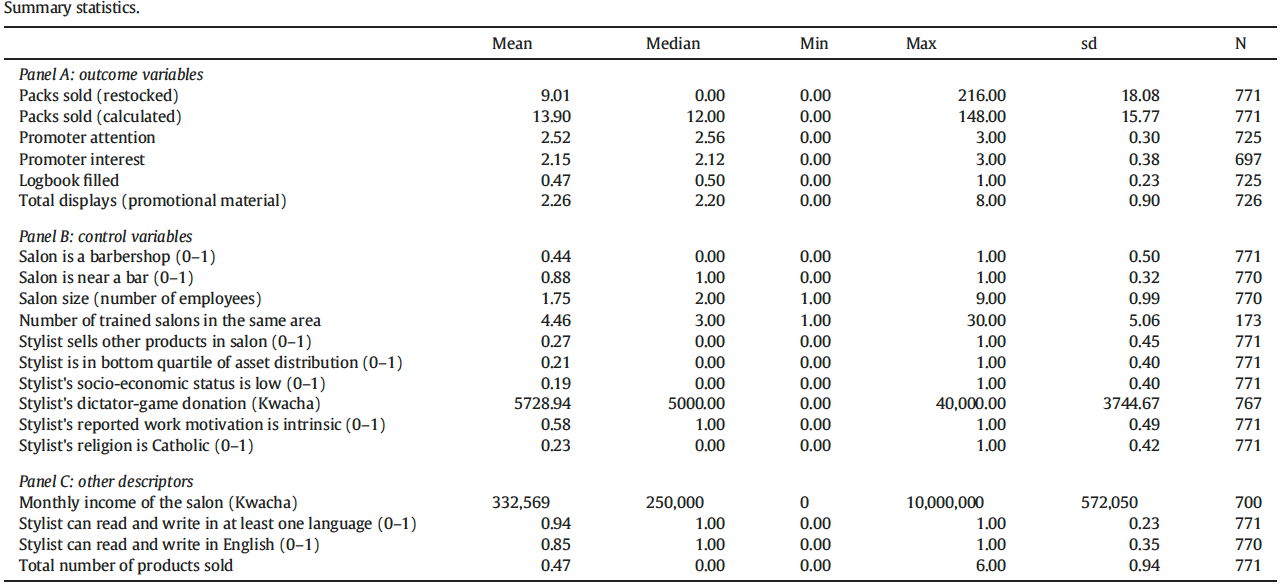 Summary statistics.
Mean Median Min Max sd N
Panel A: outcome variables
Packs sold (restocked) 9.01 0.00 0.00 216.00 18.08 771
Packs sold (calculated) 13.90 12.00 0.00 148.00 15.77 771
Promoter attention 2.52 2.56 0.00 3.00 0.30 725
Promoter interest 2.15 2.12 0.00 3.00 0.38 697
Logbook filled 0.47 0.50 0.00 1.00 0.23 725
Total displays (promotional material) 2.26 2.20 0.00 8.00 0.90 726
Panel B: control variables
Salon is a barbershop (0–1) 0.44 0.00 0.00 1.00 0.50 771
Salon is near a bar (0–1) 0.88 1.00 0.00 1.00 0.32 770
Salon size (number of employees) 1.75 2.00 1.00 9.00 0.99 770
Number of trained salons in the same area 4.46 3.00 1.00 30.00 5.06 173
Stylist sells other products in salon (0–1) 0.27 0.00 0.00 1.00 0.45 771
Stylist is in bottom quartile of asset distribution (0–1) 0.21 0.00 0.00 1.00 0.40 771
Stylist's socio-economic status is low (0–1) 0.19 0.00 0.00 1.00 0.40 771
Stylist's dictator-game donation (Kwacha) 5728.94 5000.00 0.00 40,000.00 3744.67 767
Stylist's reported work motivation is intrinsic (0–1) 0.58 1.00 0.00 1.00 0.49 771
Stylist's religion is Catholic (0–1) 0.23 0.00 0.00 1.00 0.42 771
Panel C: other descriptors
Monthly income of the salon (Kwacha) 332,569 250,000 0 10,000,000 572,050 700
Stylist can read and write in at least one language (0–1) 0.94 1.00 0.00 1.00 0.23 771
Stylist can read and write in English (0–1) 0.85 1.00 0.00 1.00 0.35 770
Total number of products sold 0.47 0.00 0.00 6.00 0.94 771